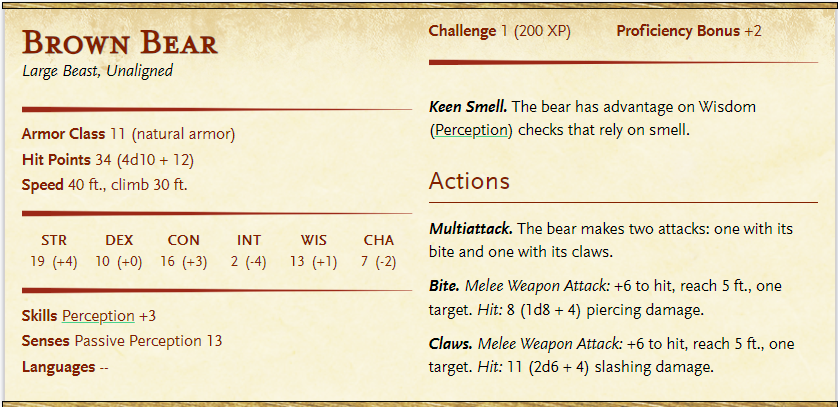 Brown Bear
Large Beast, Unaligned
Armor Class 11 (natural armor)
Hit Points 34 (4d10 + 12)
Speed 40 ft., climb 30 ft.
STR DEX CON INT WIS CHA
19 (+4) 10 (+0) 16 (+3) 2 (-4) 13 (+1) 7 (-2)
Skills Perception +3
Senses Passive Perception 13
Languages --
Challenge 1 (200 XP) Proficiency Bonus +2
Keen Smell. The bear has advantage on Wisdom
(Perception) checks that rely on smell.
Actions
Multiattack. The bear makes two attacks: one with its
bite and one with its claws.
Bite. Melee Weapon Attack: +6 to hit, reach 5 ft., one
target. Hit: 8 (1d8 + 4) piercing damage.
Claws. Melee Weapon Attack: +6 to hit, reach 5 ft., one
target. Hit: 11 (2d6 + 4) slashing damage.